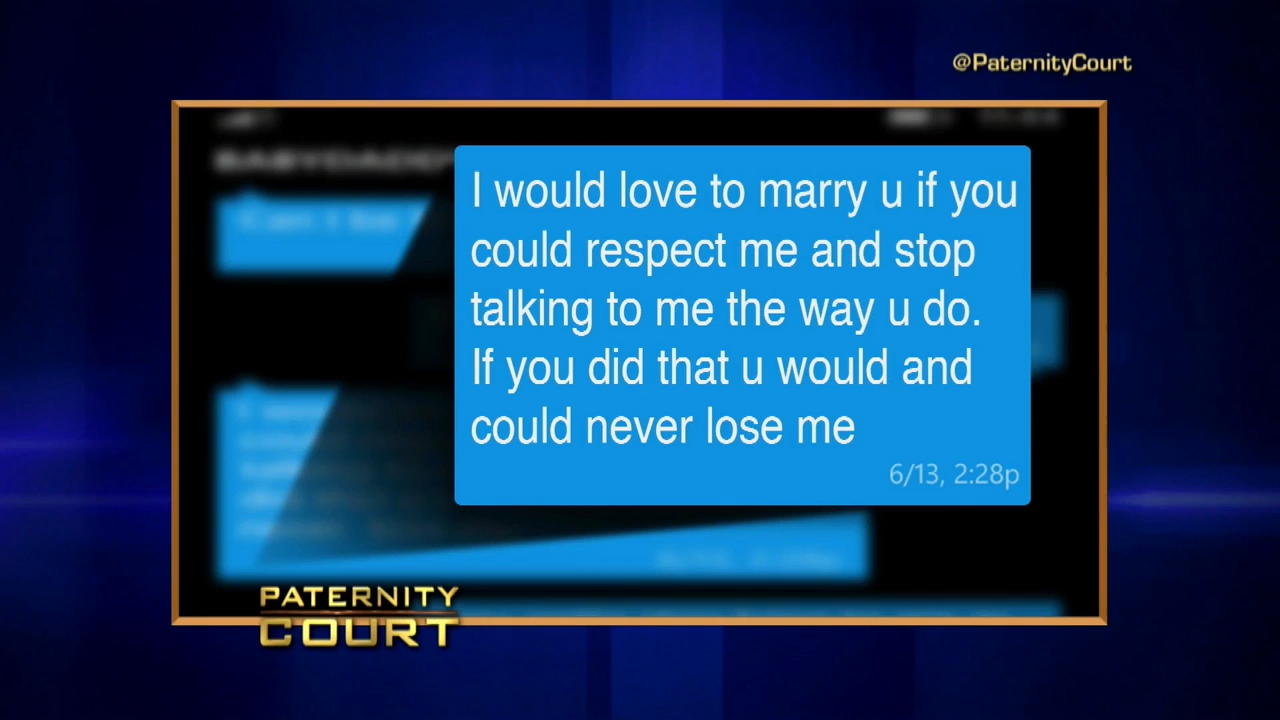 @PaternityCourt
I would love to marry u if you
could respect me and stop
talking to me the way u do.
If you did that u would and
could never lose me
6/13, 2:28p
PATERNITY
COURT